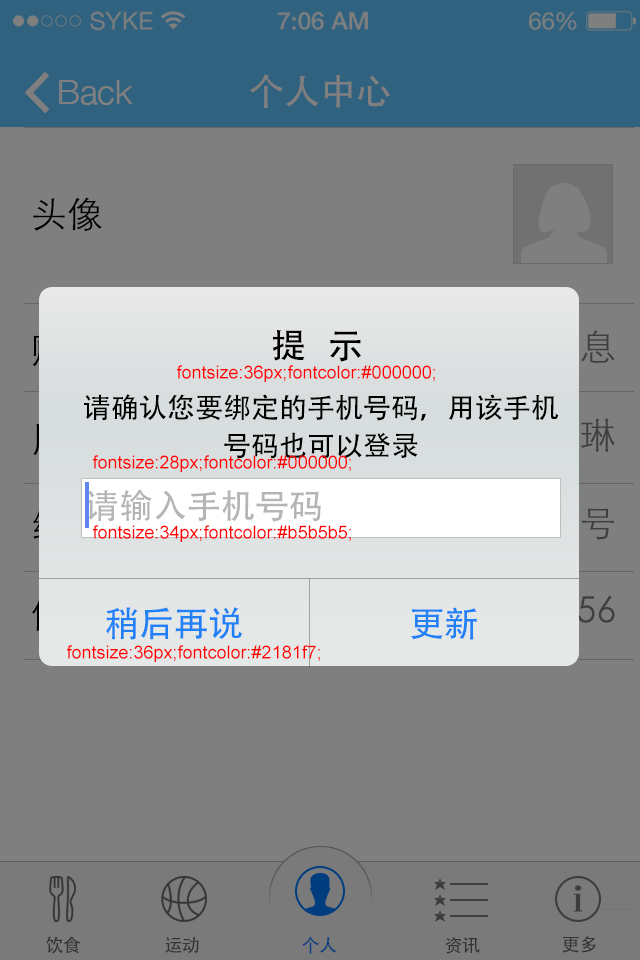 SYKE 7:06 AM 66%
Back 个人中心
头像
提 示
fontsize:36px;fontcolor:#000000;
息
请确认您要绑定的手机号码，用该手机
号码也可以登录
琳
fontsize:28px;fontcolor:#000000;
请输入手机号码
号
fontsize:34px;fontcolor:#b5b5b5;
稍后再说 更新
56
fontsize:36px;fontcolor:#2181f7;
饮食 运动 个人 资讯 更多